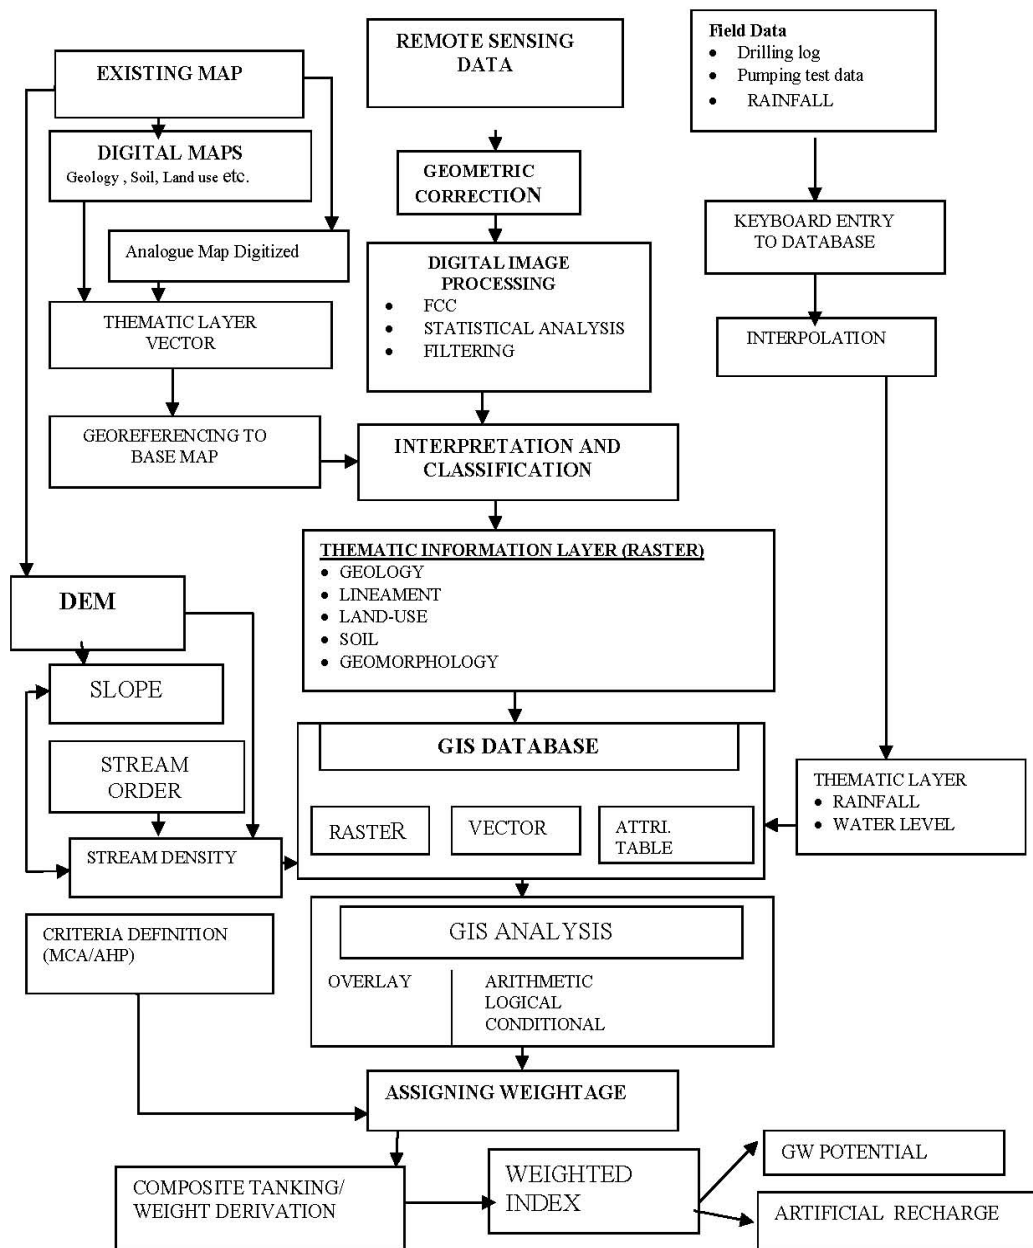 EXISTING MAP
REMOTE SENSING
DATA
Field Data
• Drilling log
• Pumping test data
• RAINFALL
DIGITAL MAPS
Geology , Soil, Land use etc.
GEOMETRIC
CORRECTION
KEYBOARD ENTRY
TO DATABASE
Analogue Map Digitized
DIGITAL IMAGE
PROCESSING
• FCC
• STATISTICAL ANALYSIS
• FILTERING
THEMATIC LAYER
VECTOR
INTERPOLATION
GEOREFERENCING TO
BASE MAP
INTERPRETATION AND
CLASSIFICATION
THEMATIC INFORMATION LAYER (RASTER)
• GEOLOGY
• LINEAMENT
• LAND-USE
• SOIL
• GEOMORPHOLOGY
DEM
SLOPE
STREAM
ORDER
STREAM DENSITY
GIS DATABASE
RASTER
VECTOR
ATTRI.
TABLE
THEMATIC LAYER
• RAINFALL
• WATER LEVEL
CRITERIA DEFINITION
(MCA/AHP)
GIS ANALYSIS
OVERLAY
ARITHMETIC
LOGICAL
CONDITIONAL
ASSIGNING WEIGHTAGE
COMPOSITE TANKING/
WEIGHT DERIVATION
WEIGHTED
INDEX
GW POTENTIAL
ARTIFICIAL RECHARGE